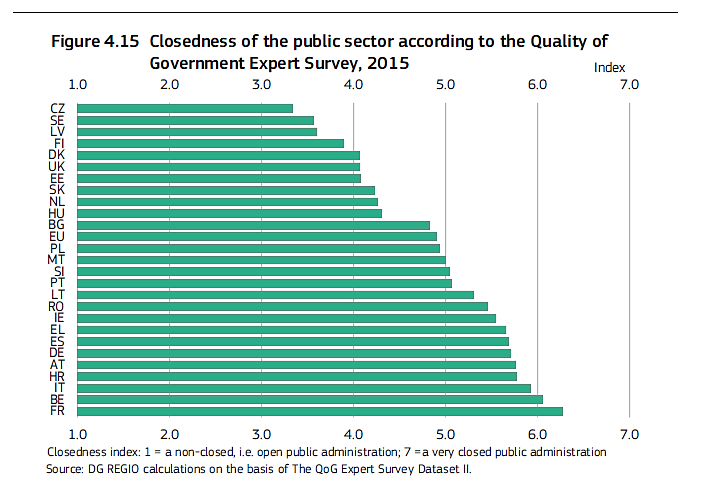 Figure 4.15 Closedness of the public sector according to the Quality of
Government Expert Survey, 2015
Index
1.0 2.0 3.0 4.0 5.0 6.0 7.0
CZ
SE
LV
FI
DK
UK
EE
SK
NL
HU
BG
EU
PL
MT
SI
PT
LT
RO
IE
EL
ES
DE
AT
HR
IT
BE
FR
1.0 2.0 3.0 4.0 5.0 6.0 7.0
Closedness index: 1 = a non-closed, i.e. open public administration; 7 =a very closed public administration
Source: DG REGIO calculations on the basis of The QoG Expert Survey Dataset II.